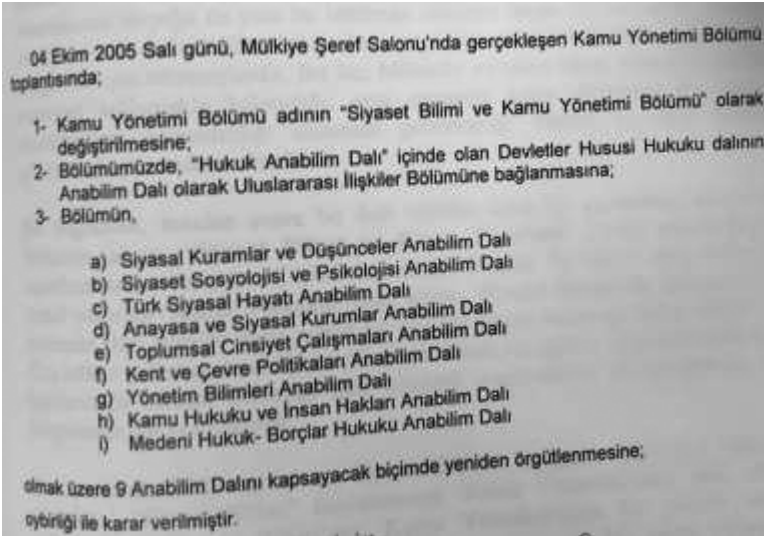 04 Ekim 2005 Salı günü, Mülkiye Şeref Salonu'nda gerçekleşen Kamu Yönetimi Bölümü
toplantısında;
1- Kamu Yönetimi Bölümü adının "Siyaset Bilimi ve Kamu Yönetimi Bölümü" olarak
değiştirilmesine;
2- Bölümümüzde, "Hukuk Anabilim Dalı" içinde olan Devletler Hususi Hukuku dalının
Anabilim Dalı olarak Uluslararası İlişkiler Bölümüne bağlanmasına;
3- Bölümün,
a) Siyasal Kuramlar ve Düşünceler Anabilim Dalı
b) Siyaset Sosyolojisi ve Psikolojisi Anabilim Dalı
c) Türk Siyasal Hayatı Anabilim Dalı
d) Anayasa ve Siyasal Kurumlar Anabilim Dalı
e) Toplumsal Cinsiyet Çalışmaları Anabilim Dalı
f) Kent ve Çevre Politikaları Anabilim Dalı
g) Yönetim Bilimleri Anabilim Dalı
h) Kamu Hukuku ve İnsan Hakları Anabilim Dalı
i) Medeni Hukuk- Borçlar Hukuku Anabilim Dalı
olmak üzere 9 Anabilim Dalını kapsayacak biçimde yeniden örgütlenmesine;
oybirliği ile karar verilmiştir.